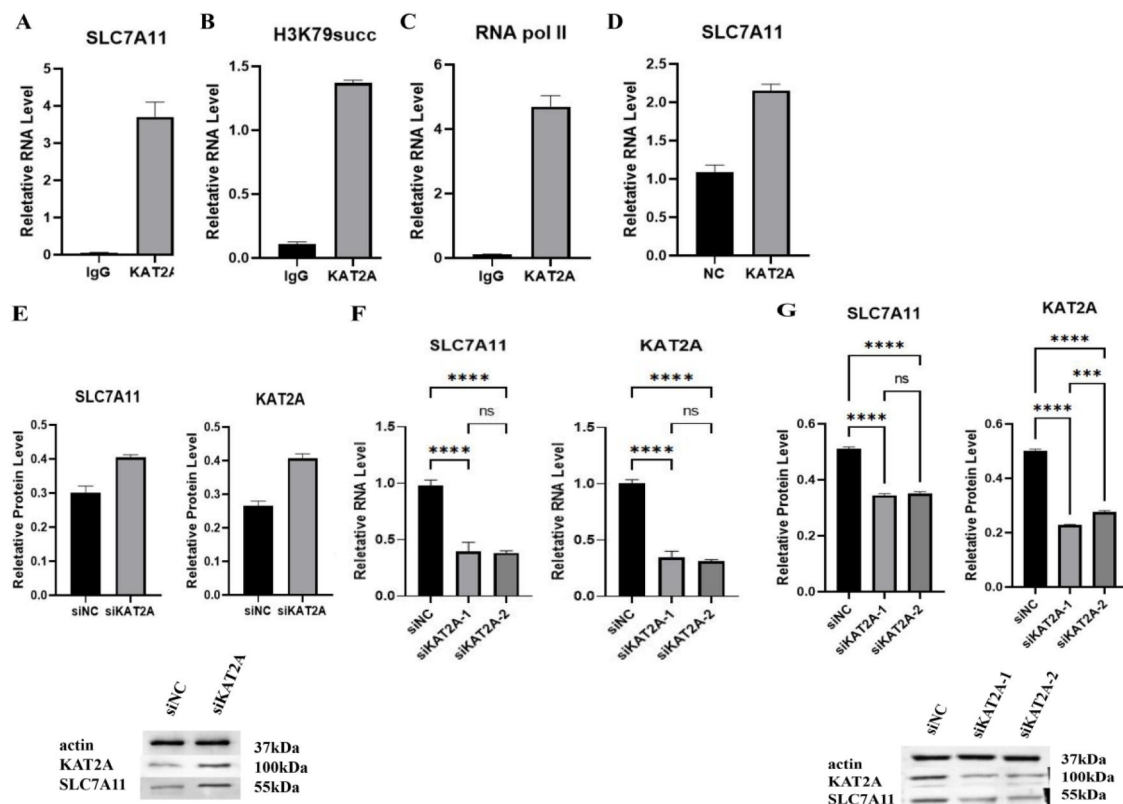 A
SLC7A11
Reletative RNA Level
5
4
3
2
1
0
IgG
KAT2A
B
H3K79succ
Reletative RNA Level
1.5
1.0
0.5
0.0
IgG
KAT2A
C
RNA pol II
Reletative RNA Level
6
4
2
0
IgG
KAT2A
D
SLC7A11
Reletative RNA Level
2.5
2.0
1.5
1.0
0.5
0.0
NC
KAT2A
E
SLC7A11
Reletative Protein Level
0.5
0.4
0.3
0.2
0.1
0.0
siNC siKAT2A
KAT2A
Reletative Protein Level
0.5
0.4
0.3
0.2
0.1
0.0
siNC siKAT2A
siNC
siKAT2A
actin 37kDa
KAT2A 100kDa
SLC7A11 55kDa
F
SLC7A11
****
ns
****
Reletative RNA Level
1.5
1.0
0.5
0.0
siNC
siKAT2A-1
siKAT2A-2
KAT2A
****
ns
****
Reletative RNA Level
1.5
1.0
0.5
0.0
siNC
siKAT2A-1
siKAT2A-2
G
SLC7A11
****
ns
****
Reletative Protein Level
0.6
0.4
0.2
0.0
siNC
siKAT2A-1
siKAT2A-2
KAT2A
****
***
****
Reletative Protein Level
0.6
0.4
0.2
0.0
siNC
siKAT2A-1
siKAT2A-2
siNC
siKAT2A-1
siKAT2A-2
actin 37kDa
KAT2A 100kDa
SLC7A11 55kDa